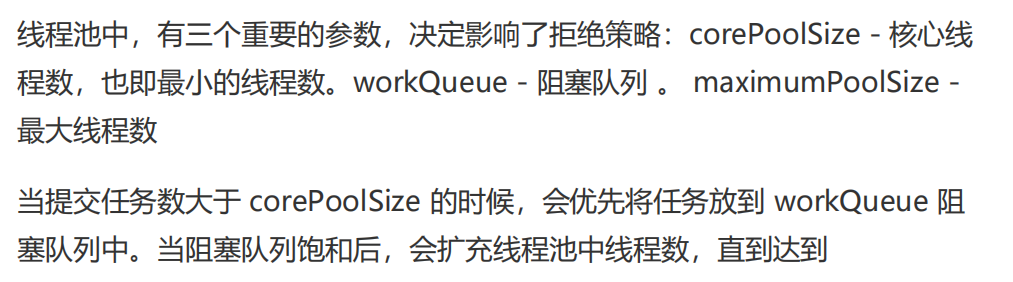 线程池中，有三个重要的参数，决定影响了拒绝策略：corePoolSize - 核心线
程数，也即最小的线程数。workQueue - 阻塞队列 。 maximumPoolSize -
最大线程数
当提交任务数大于 corePoolSize 的时候，会优先将任务放到 workQueue 阻
塞队列中。当阻塞队列饱和后，会扩充线程池中线程数，直到达到